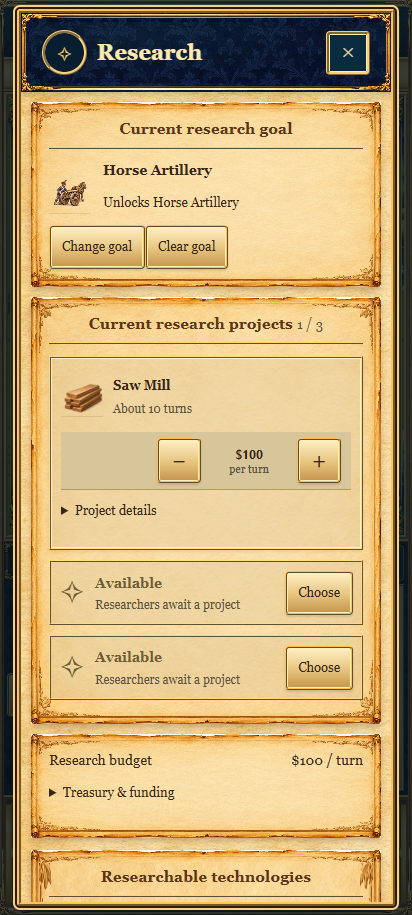 Research
×
Current research goal
Horse Artillery
Unlocks Horse Artillery
Change goal
Clear goal
Current research projects 1 / 3
Saw Mill
About 10 turns
−
$100
per turn
+
Project details
Available
Researchers await a project
Choose
Available
Researchers await a project
Choose
Research budget
$100 / turn
Treasury & funding
Researchable technologies